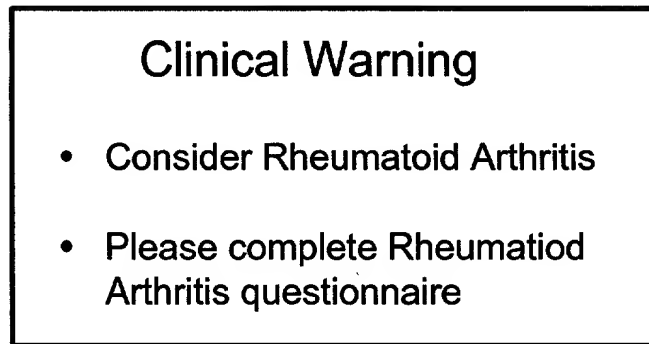 Clinical Warning
• Consider Rheumatoid Arthritis
• Please complete Rheumatiod
Arthritis questionnaire